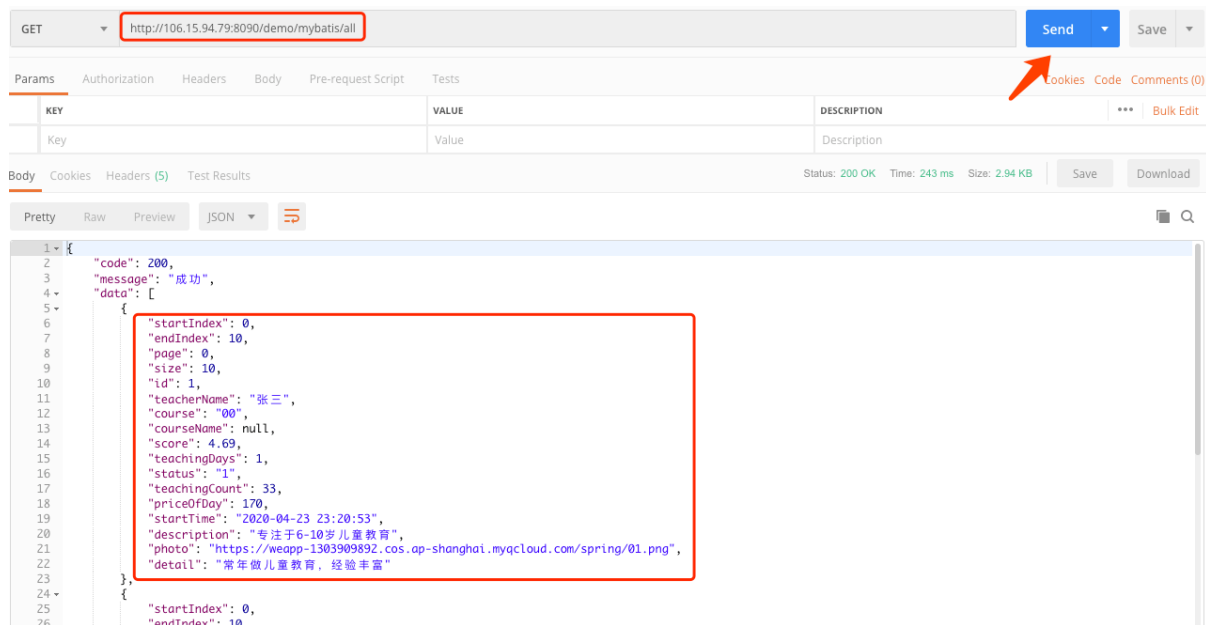 GET http://106.15.94.79:8090/demo/mybatis/all Send Save
Params Authorization Headers Body Pre-request Script Tests Cookies Code Comments (0)
KEY VALUE DESCRIPTION ••• Bulk Edit
Key Value Description
Body Cookies Headers (5) Test Results Status: 200 OK Time: 243 ms Size: 2.94 KB Save Download
Pretty Raw Preview JSON
1 {
2 "code": 200,
3 "message": "成功",
4 "data": [
5 {
6 "startIndex": 0,
7 "endIndex": 10,
8 "page": 0,
9 "size": 10,
10 "id": 1,
11 "teacherName": "张三",
12 "course": "00",
13 "courseName": null,
14 "score": 4.69,
15 "teachingDays": 1,
16 "status": "1",
17 "teachingCount": 33,
18 "priceOfDay": 170,
19 "startTime": "2020-04-23 23:20:53",
20 "description": "专注于6-10岁儿童教育",
21 "photo": "https://weapp-1303909892.cos.ap-shanghai.myqcloud.com/spring/01.png",
22 "detail": "常年做儿童教育，经验丰富"
23 },
24 {
25 "startIndex": 0,
26 "endIndex": 10,